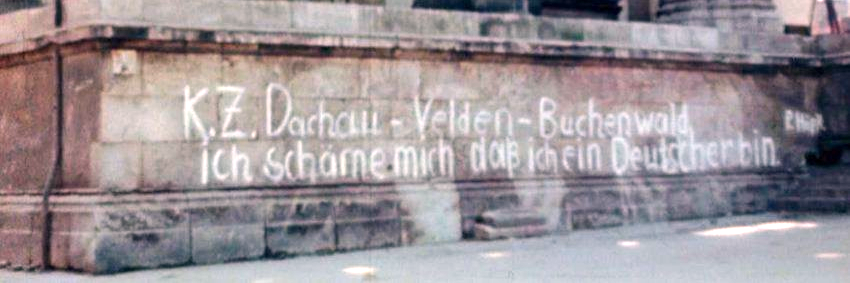 K.Z. Dachau - Velden - Buchenwald
ich schäme mich daß ich ein Deutscher bin.